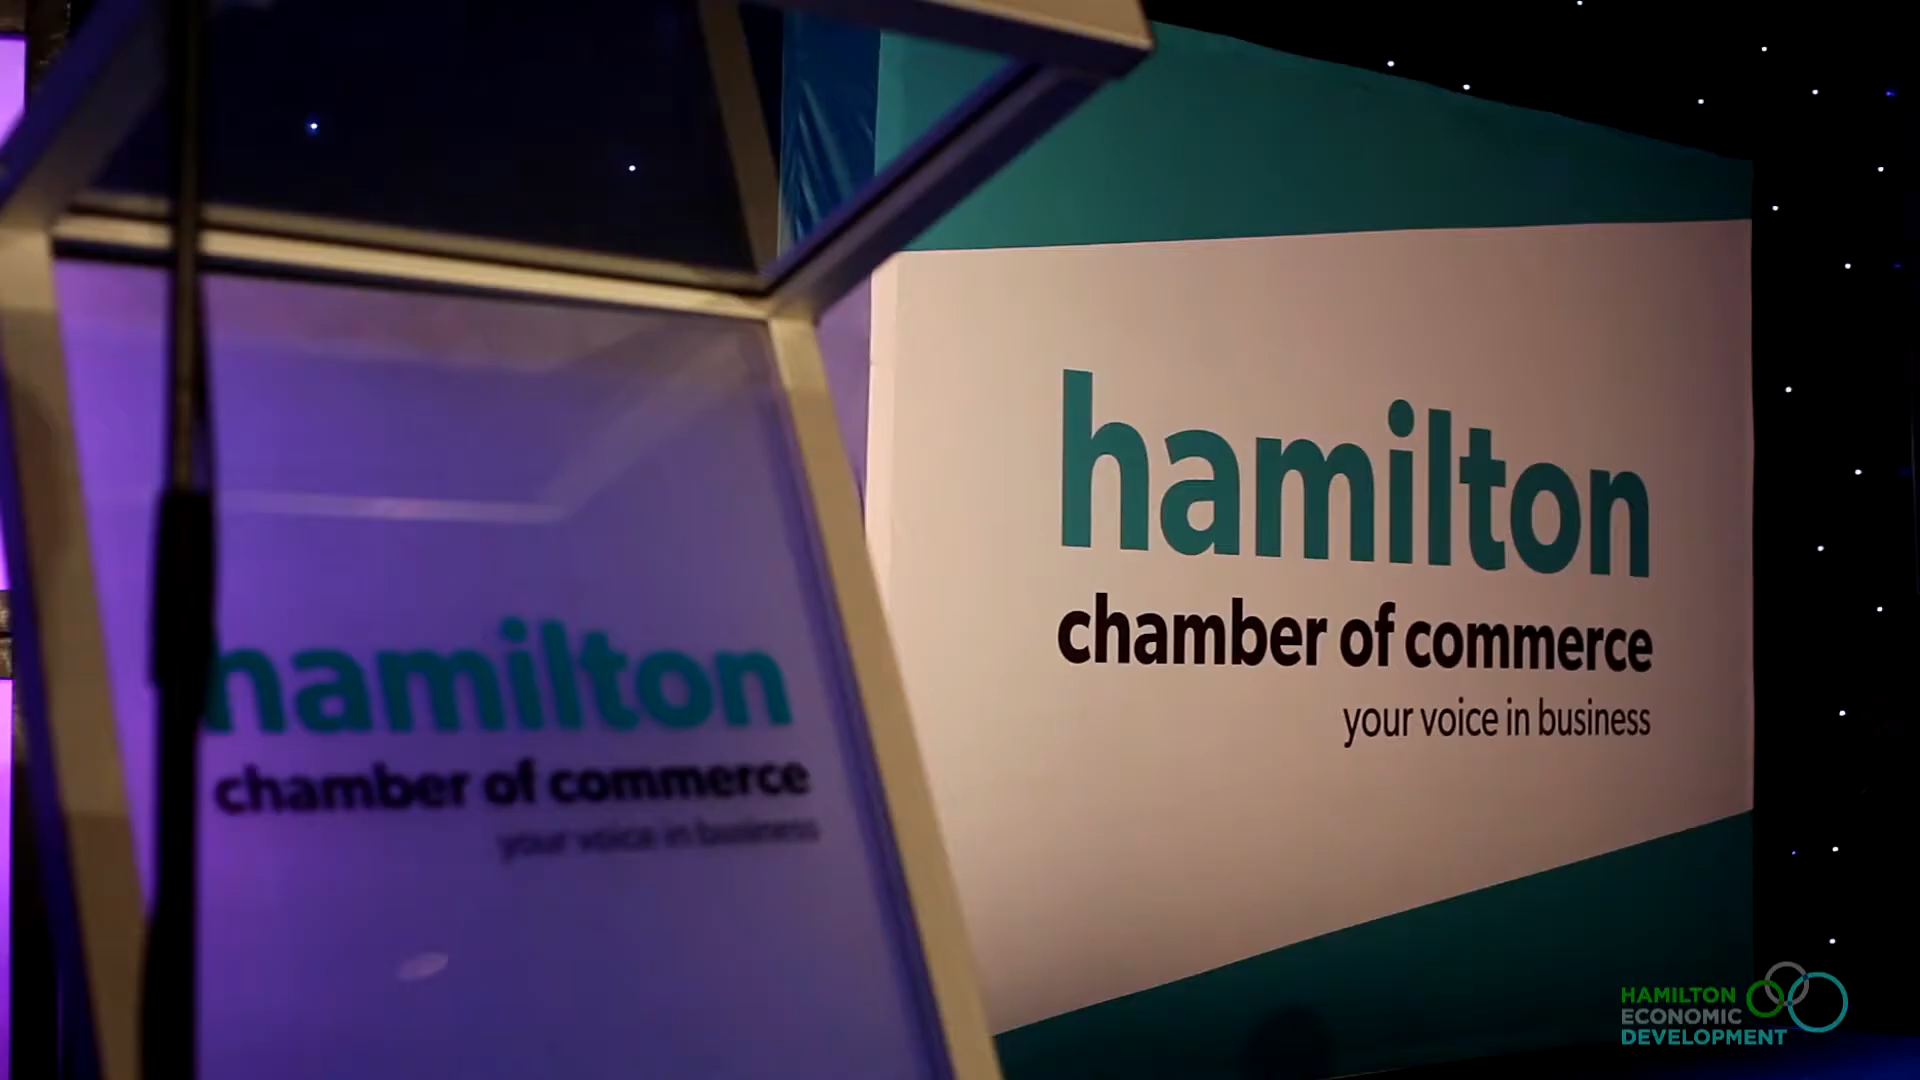 hamilton
chamber of commerce
your voice in business
hamilton
chamber of commerce
your voice in business
HAMILTON
ECONOMIC
DEVELOPMENT